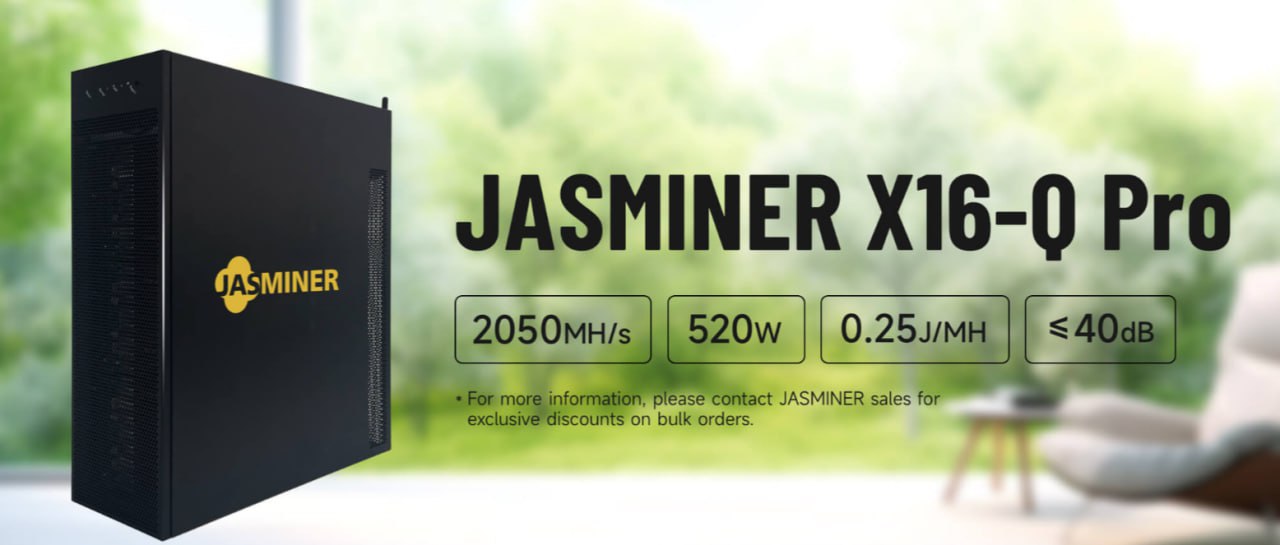 JASMINER
JASMINER X16-Q Pro
2050MH/s
520W
0.25J/MH
≤40dB
• For more information, please contact JASMINER sales for
exclusive discounts on bulk orders.